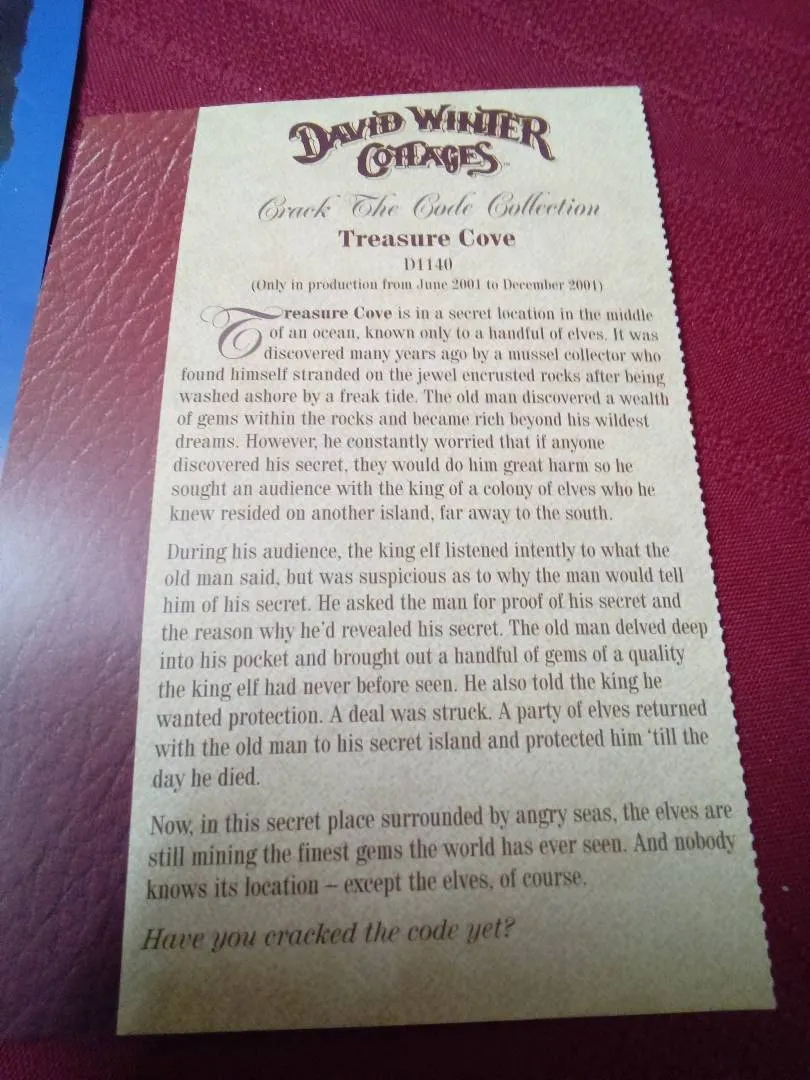 DAVID WINTER
COTTAGES™
Crack The Code Collection
Treasure Cove
D1140
(Only in production from June 2001 to December 2001)
Treasure Cove is in a secret location in the middle
of an ocean, known only to a handful of elves. It was
discovered many years ago by a mussel collector who
found himself stranded on the jewel encrusted rocks after being
washed ashore by a freak tide. The old man discovered a wealth
of gems within the rocks and became rich beyond his wildest
dreams. However, he constantly worried that if anyone
discovered his secret, they would do him great harm so he
sought an audience with the king of a colony of elves who he
knew resided on another island, far away to the south.
During his audience, the king elf listened intently to what the
old man said, but was suspicious as to why the man would tell
him of his secret. He asked the man for proof of his secret and
the reason why he'd revealed his secret. The old man delved deep
into his pocket and brought out a handful of gems of a quality
the king elf had never before seen. He also told the king he
wanted protection. A deal was struck. A party of elves returned
with the old man to his secret island and protected him ‘till the
day he died.
Now, in this secret place surrounded by angry seas, the elves are
still mining the finest gems the world has ever seen. And nobody
knows its location – except the elves, of course.
Have you cracked the code yet?